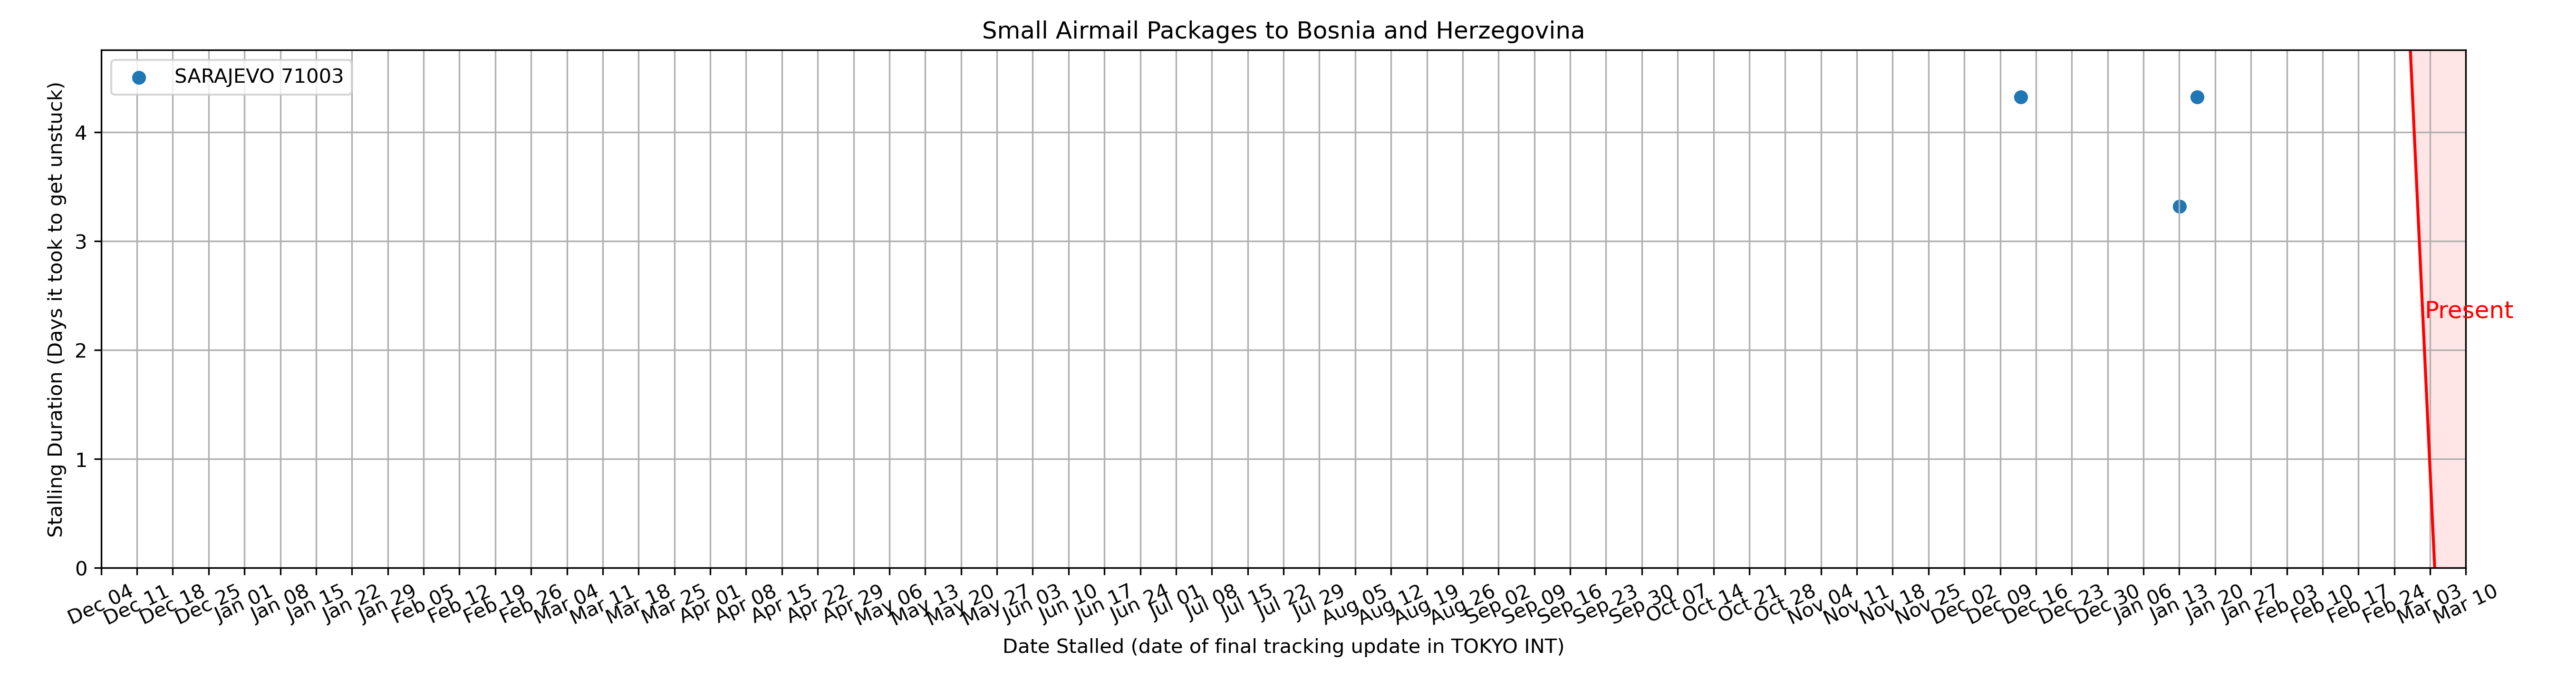 Small Airmail Packages to Bosnia and Herzegovina
SARAJEVO 71003
Stalling Duration (Days it took to get unstuck)
4
3
2
1
0
Present
Dec 04 Dec 11 Dec 18 Dec 25 Jan 01 Jan 08 Jan 15 Jan 22 Jan 29 Feb 05 Feb 12 Feb 19 Feb 26 Mar 04 Mar 11 Mar 18 Mar 25 Apr 01 Apr 08 Apr 15 Apr 22 Apr 29 May 06 May 13 May 20 May 27 Jun 03 Jun 10 Jun 17 Jun 24 Jul 01 Jul 08 Jul 15 Jul 22 Jul 29 Aug 05 Aug 12 Aug 19 Aug 26 Sep 02 Sep 09 Sep 16 Sep 23 Sep 30 Oct 07 Oct 14 Oct 21 Oct 28 Nov 04 Nov 11 Nov 18 Nov 25 Dec 02 Dec 09 Dec 16 Dec 23 Dec 30 Jan 06 Jan 13 Jan 20 Jan 27 Feb 03 Feb 10 Feb 17 Feb 24 Mar 03 Mar 10
Date Stalled (date of final tracking update in TOKYO INT)